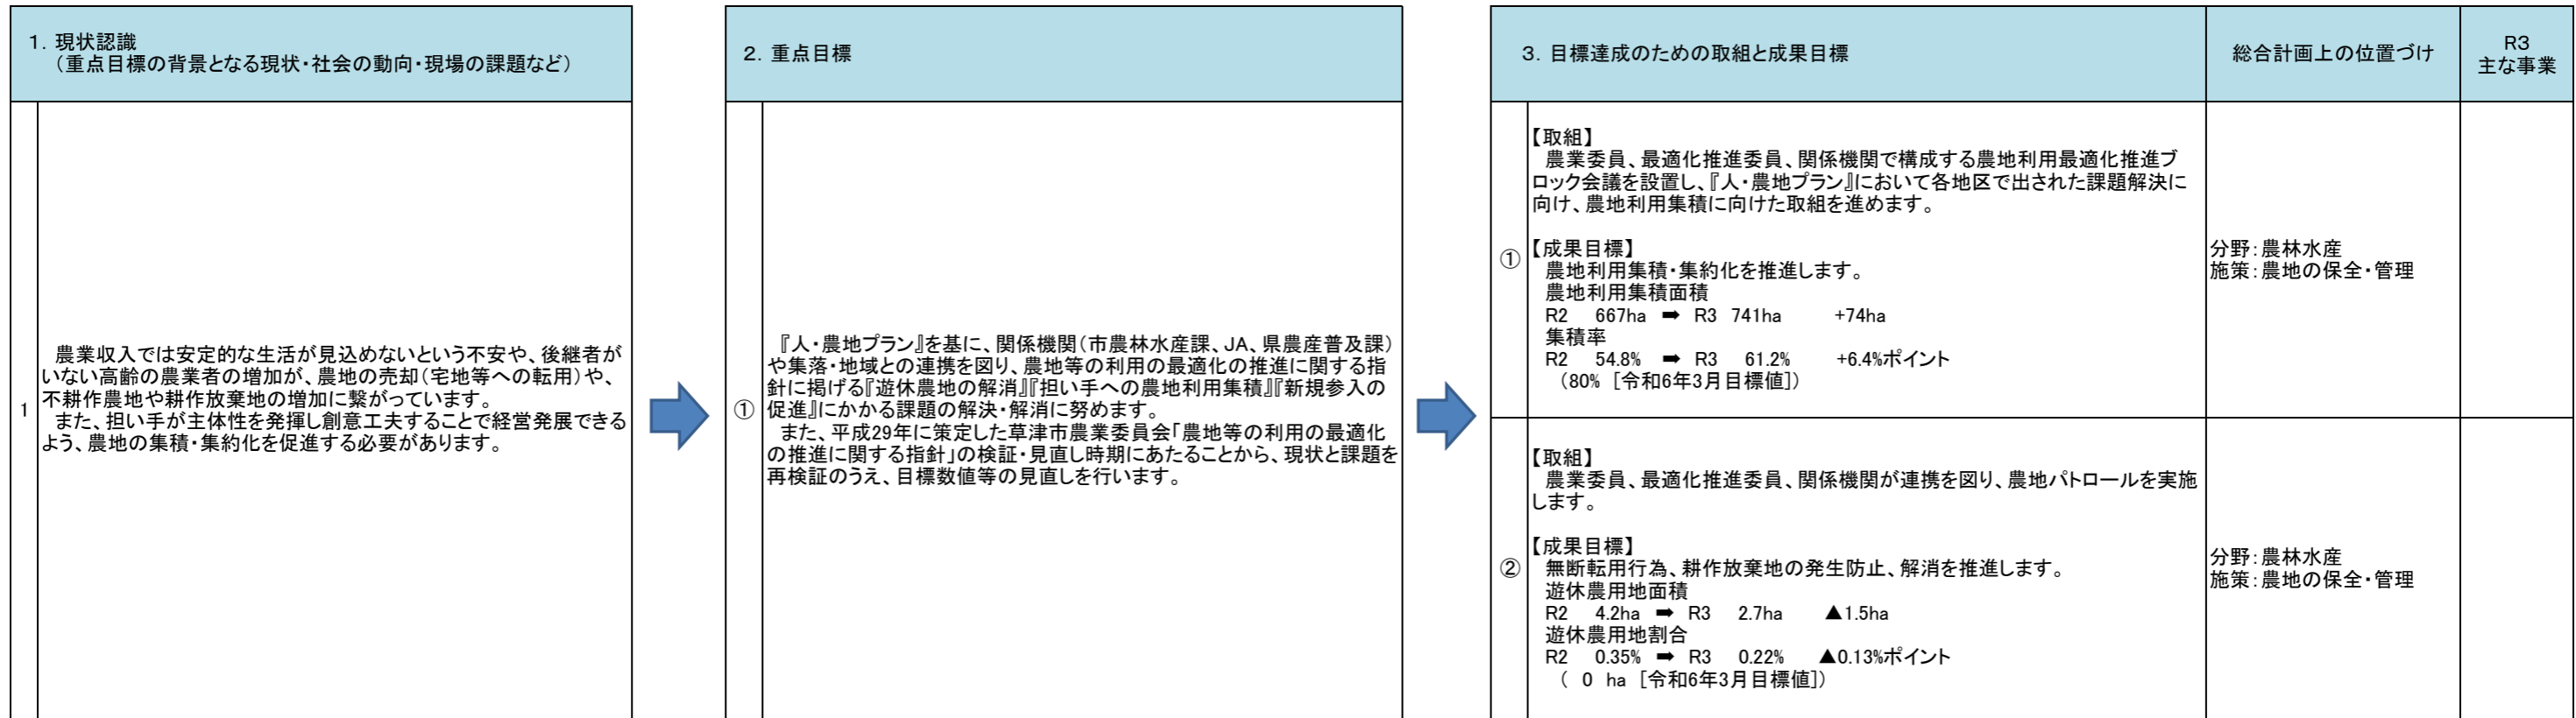 1．現状認識
（重点目標の背景となる現状・社会の動向・現場の課題など）
1
農業収入では安定的な生活が見込めないという不安や、後継者が
いない高齢の農業者の増加が、農地の売却（宅地等への転用）や、
不耕作農地や耕作放棄地の増加に繋がっています。
また、担い手が主体性を発揮し創意工夫することで経営発展できる
よう、農地の集積・集約化を促進する必要があります。
2．重点目標
①
『人・農地プラン』を基に、関係機関（市農林水産課、JA、県農産普及課）
や集落・地域との連携を図り、農地等の利用の最適化の推進に関する指
針に掲げる『遊休農地の解消』『担い手への農地利用集積』『新規参入の
促進』にかかる課題の解決・解消に努めます。
また、平成29年に策定した草津市農業委員会「農地等の利用の最適化
の推進に関する指針」の検証・見直し時期にあたることから、現状と課題を
再検証のうえ、目標数値等の見直しを行います。
3．目標達成のための取組と成果目標
総合計画上の位置づけ
R3
主な事業
①
【取組】
農業委員、最適化推進委員、関係機関で構成する農地利用最適化推進ブ
ロック会議を設置し、『人・農地プラン』において各地区で出された課題解決に
向け、農地利用集積に向けた取組を進めます。
【成果目標】
農地利用集積・集約化を推進します。
農地利用集積面積
R2 667ha ➡ R3 741ha +74ha
集積率
R2 54.8% ➡ R3 61.2% +6.4%ポイント
（80% ［令和6年3月目標値］）
分野：農林水産
施策：農地の保全・管理
②
【取組】
農業委員、最適化推進委員、関係機関が連携を図り、農地パトロールを実施
します。
【成果目標】
無断転用行為、耕作放棄地の発生防止、解消を推進します。
遊休農用地面積
R2 4.2ha ➡ R3 2.7ha ▲1.5ha
遊休農用地割合
R2 0.35% ➡ R3 0.22% ▲0.13%ポイント
（ 0 ha ［令和6年3月目標値］）
分野：農林水産
施策：農地の保全・管理